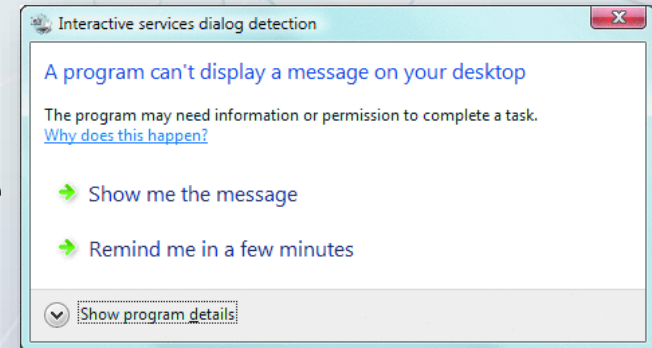 Interactive services dialog detection
A program can't display a message on your desktop
The program may need information or permission to complete a task.
Why does this happen?
Show me the message
Remind me in a few minutes
Show program details